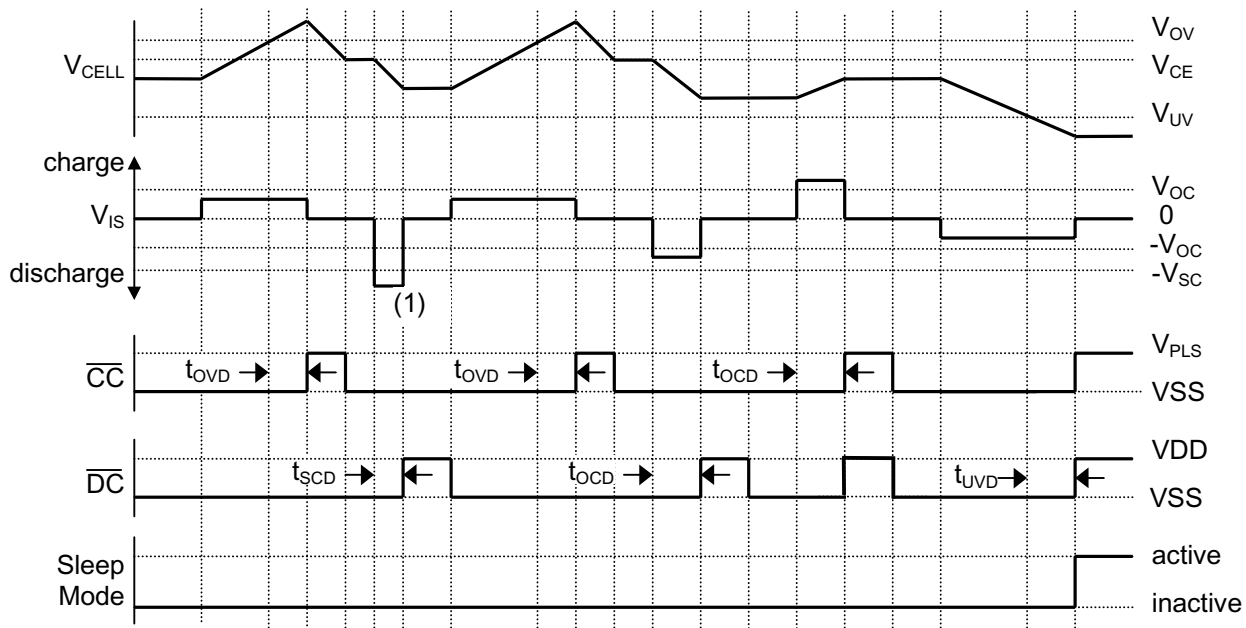 V_CELL
V_OV
V_CE
V_UV
charge
V_IS
discharge
V_OC
0
-V_OC
-V_SC
(1)
CC
t_OVD
t_OVD
t_OCD
V_PLS
VSS
DC
t_SCD
t_OCD
t_UVD
VDD
VSS
Sleep
Mode
active
inactive